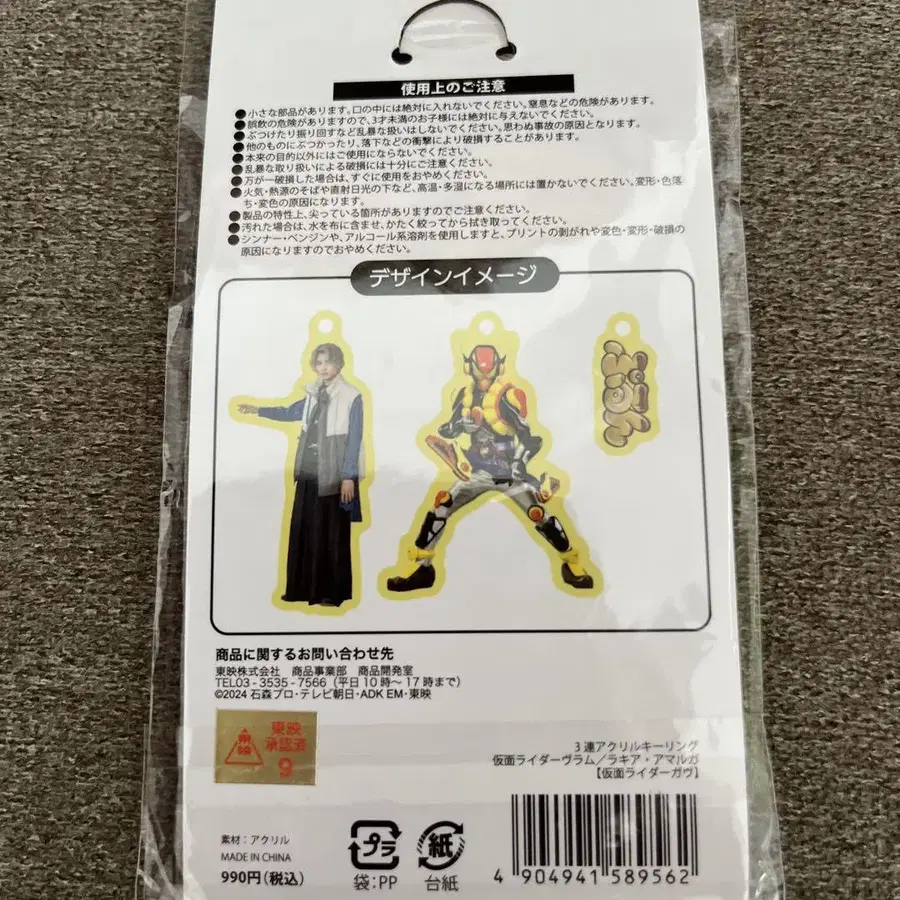 使用上のご注意
●小さな部品があります。口の中には絶対に入れないでください。窒息などの危険があります。
●誤飲の危険がありますので、3才未満のお子様には絶対に与えないでください。
●ぶつけたり振り回すなど乱暴な扱いはしないでください。思わぬ事故の原因となります。
●他のものにぶつかったり、落下などの衝撃により破損することがあります。
●本来の目的以外にはご使用にならないでください。
●乱暴な取り扱いによる破損には十分にご注意ください。
●万が一破損した場合は、すぐに使用をおやめください。
●火気・熱源のそばや直射日光の下など、高温・多湿になる場所には置かないでください。変形・色落
ち・変色の原因になります。
●製品の特性上、尖っている箇所がありますのでご注意ください。
●汚れた場合は、水を布に含ませ、かたく絞ってから拭き取ってください。
●シンナー・ベンジンや、アルコール系溶剤を使用しますと、プリントの剥がれや変色・変形・破損の
原因になりますのでおやめください。
デザインイメージ
商品に関するお問い合わせ先
東映株式会社 商品事業部 商品開発室
TEL03-3535-7566（平日10時～17時まで）
©2024 石森プロ・テレビ朝日・ADK EM・東映
東映
東映
承認済
9
3連アクリルキーリング
仮面ライダーヴラム／ラキア・アマルガ
【仮面ライダーガヴ】
素材：アクリル
MADE IN CHINA
990円（税込）
プラ
袋：PP
紙
台紙
4 904941 589562